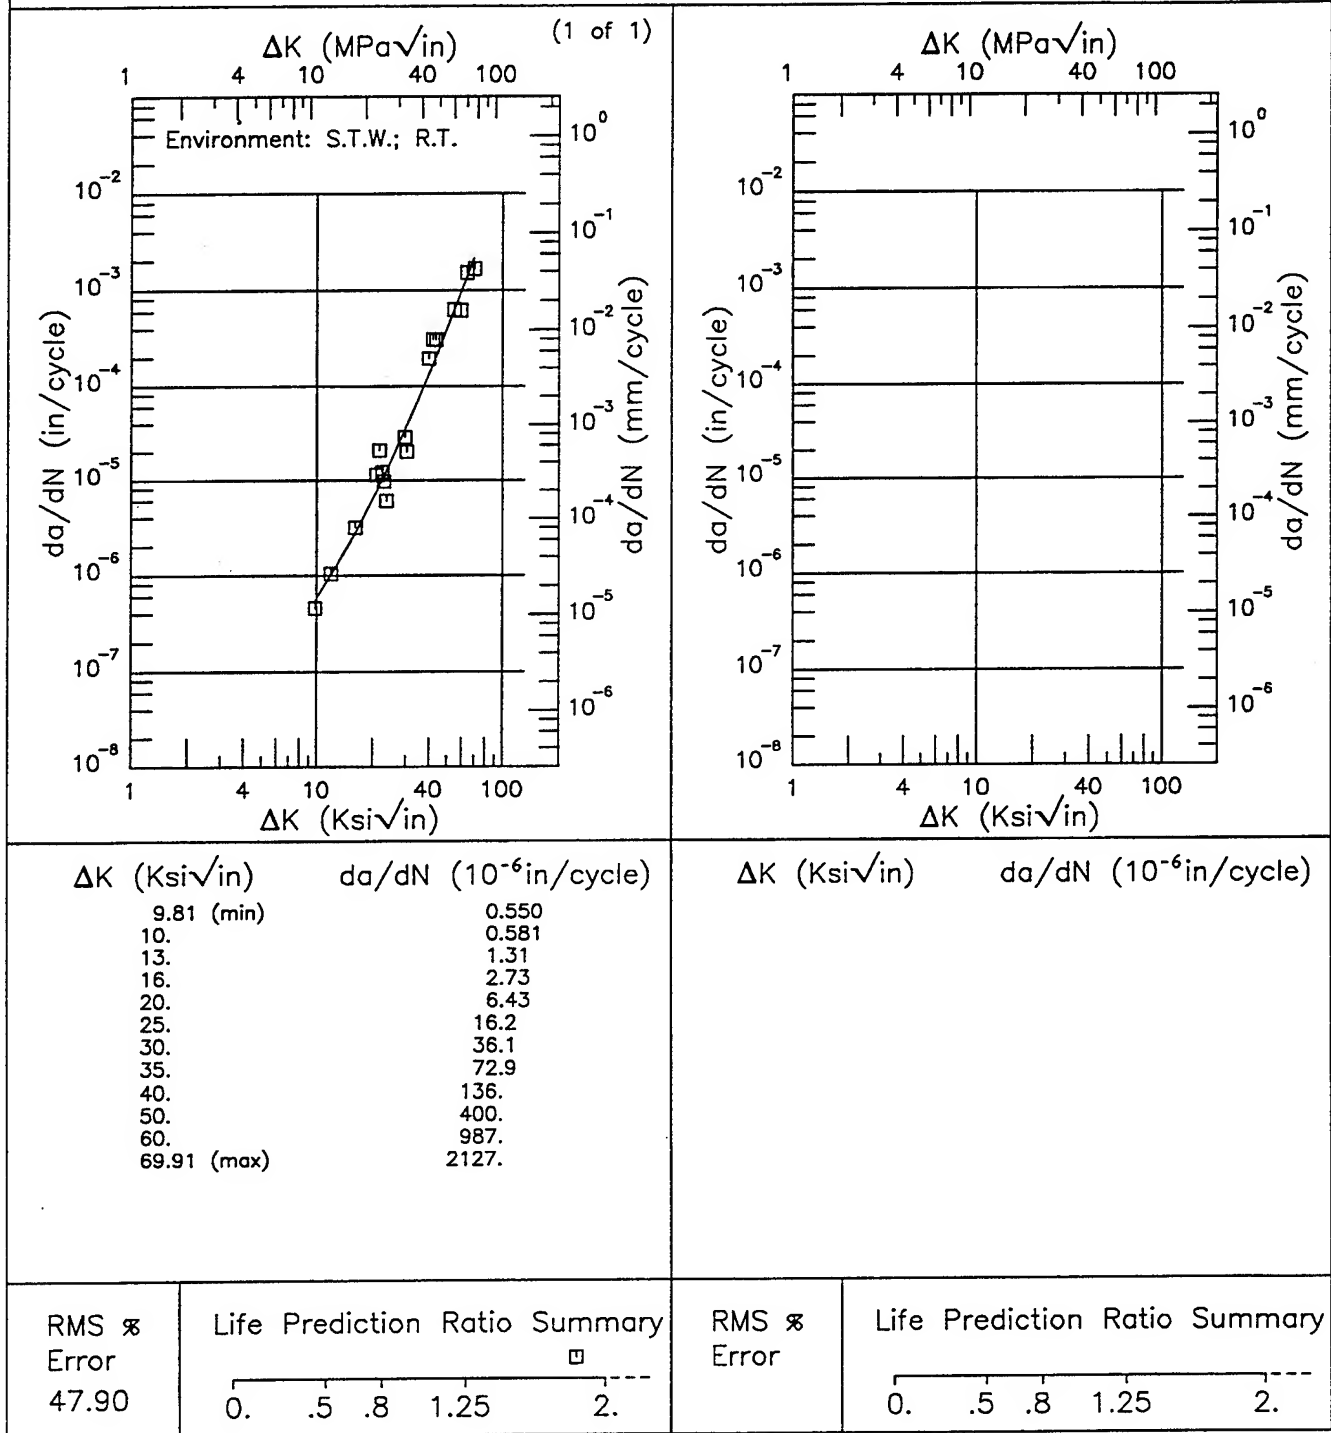 (1 of 1)
ΔK (MPa√in)
1 4 10 40 100
Environment: S.T.W.; R.T.
da/dN (in/cycle)
10⁻²
10⁻³
10⁻⁴
10⁻⁵
10⁻⁶
10⁻⁷
10⁻⁸
10⁰
10⁻¹
10⁻²
10⁻³
10⁻⁴
10⁻⁵
10⁻⁶
da/dN (mm/cycle)
1 4 10 40 100
ΔK (Ksi√in)
ΔK (MPa√in)
1 4 10 40 100
da/dN (in/cycle)
10⁻²
10⁻³
10⁻⁴
10⁻⁵
10⁻⁶
10⁻⁷
10⁻⁸
10⁰
10⁻¹
10⁻²
10⁻³
10⁻⁴
10⁻⁵
10⁻⁶
da/dN (mm/cycle)
1 4 10 40 100
ΔK (Ksi√in)
ΔK (Ksi√in) da/dN (10⁻⁶in/cycle)
9.81 (min) 0.550
10. 0.581
13. 1.31
16. 2.73
20. 6.43
25. 16.2
30. 36.1
35. 72.9
40. 136.
50. 400.
60. 987.
69.91 (max) 2127.
ΔK (Ksi√in) da/dN (10⁻⁶in/cycle)
RMS %
Error
47.90
Life Prediction Ratio Summary
0. .5 .8 1.25 2.
RMS %
Error
Life Prediction Ratio Summary
0. .5 .8 1.25 2.